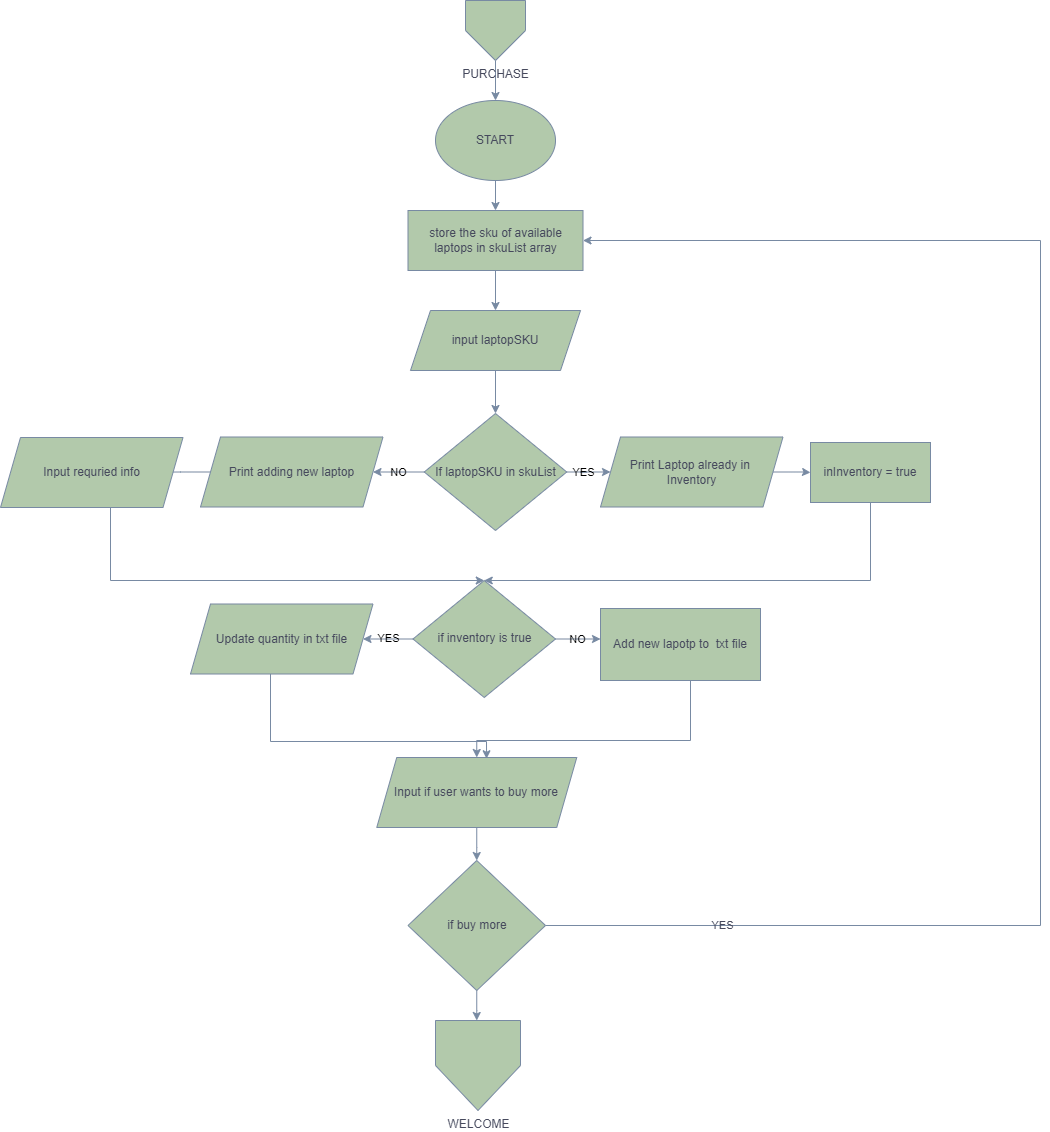 PURCHASE
START
store the sku of available
laptops in skuList array
input laptopSKU
Input requried info
Print adding new laptop
NO
If laptopSKU in skuList
YES
Print Laptop already in
Inventory
inInventory = true
Update quantity in txt file
YES
if inventory is true
NO
Add new lapotp to  txt file
Input if user wants to buy more
if buy more
YES
WELCOME